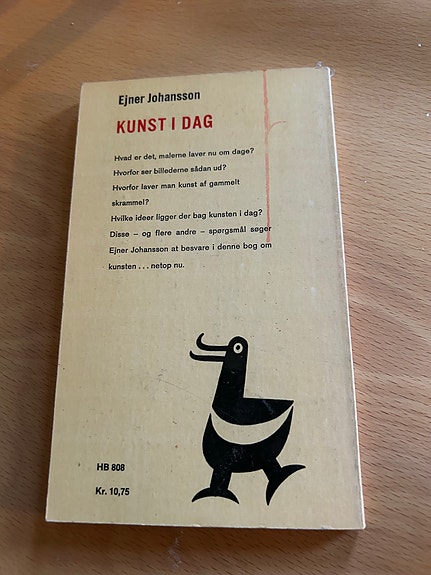 Ejner Johansson
KUNST I DAG
Hvad er det, malerne laver nu om dage?
Hvorfor ser billederne sådan ud?
Hvorfor laver man kunst af gammelt
skrammel?
Hvilke ideer ligger der bag kunsten i dag?
Disse – og flere andre – spørgsmål søger
Ejner Johansson at besvare i denne bog om
kunsten ... netop nu.
HB 808
Kr. 10,75